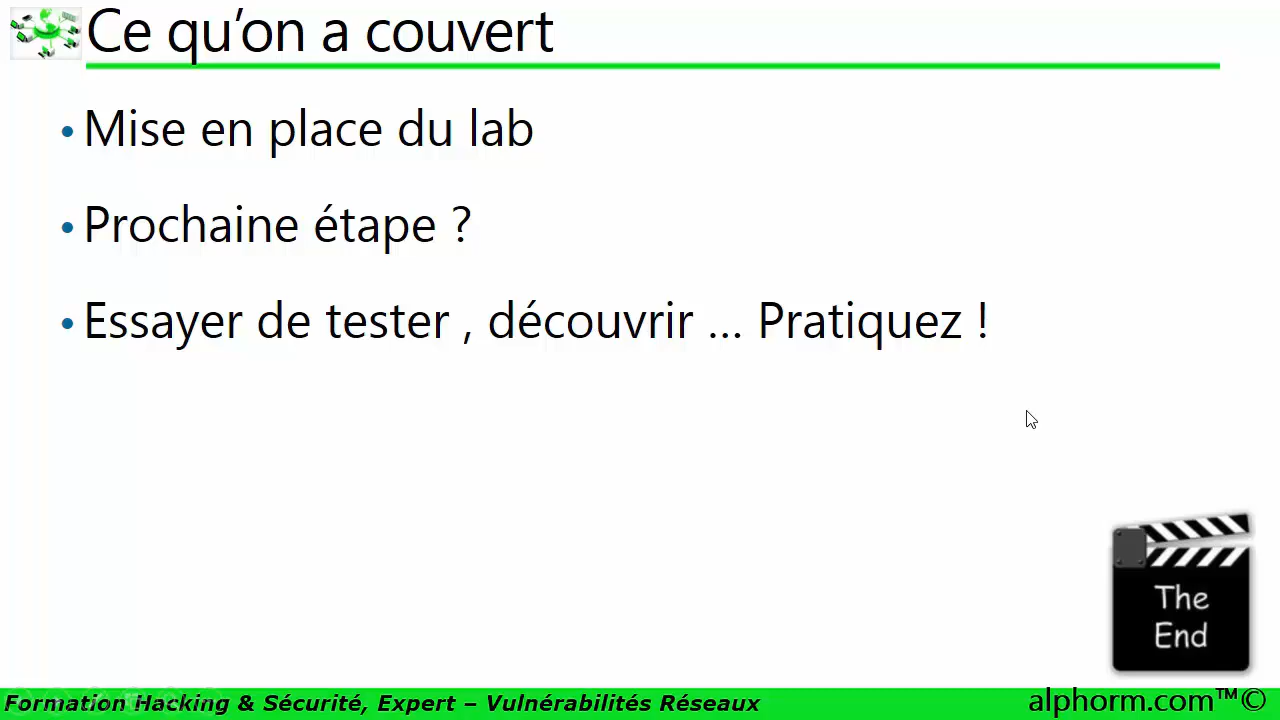 Ce qu’on a couvert
• Mise en place du lab
• Prochaine étape ?
• Essayer de tester , découvrir … Pratiquez !
The
End
Formation Hacking & Sécurité, Expert – Vulnérabilités Réseaux
alphorm.com™©